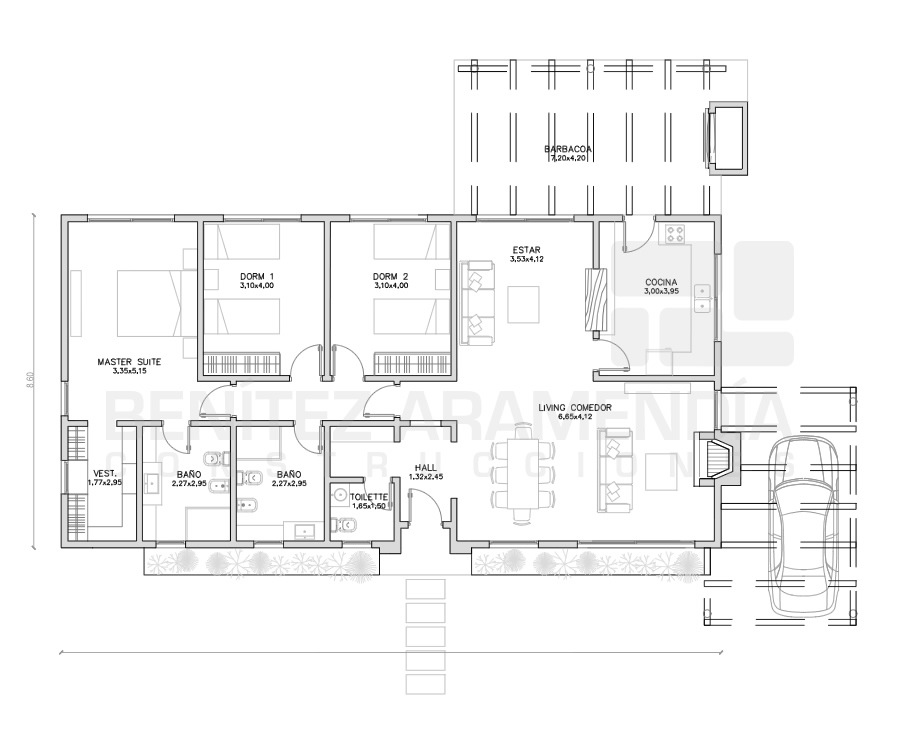 BARBACOA
7,20x4,20
ESTAR
3,53x4,12
DORM 1
3,10x4,00
DORM 2
3,10x4,00
COCINA
3,00x3,95
MASTER SUITE
3,35x5,15
8.60
LIVING COMEDOR
6,65x4,12
BENÍTEZ ARAMENDÍA
CONSTRUCCIONES
HALL
1,32x2,45
VEST.
1,77x2,95
BAÑO
2,27x2,95
BAÑO
2,27x2,95
TOILETTE
1,65x1,50